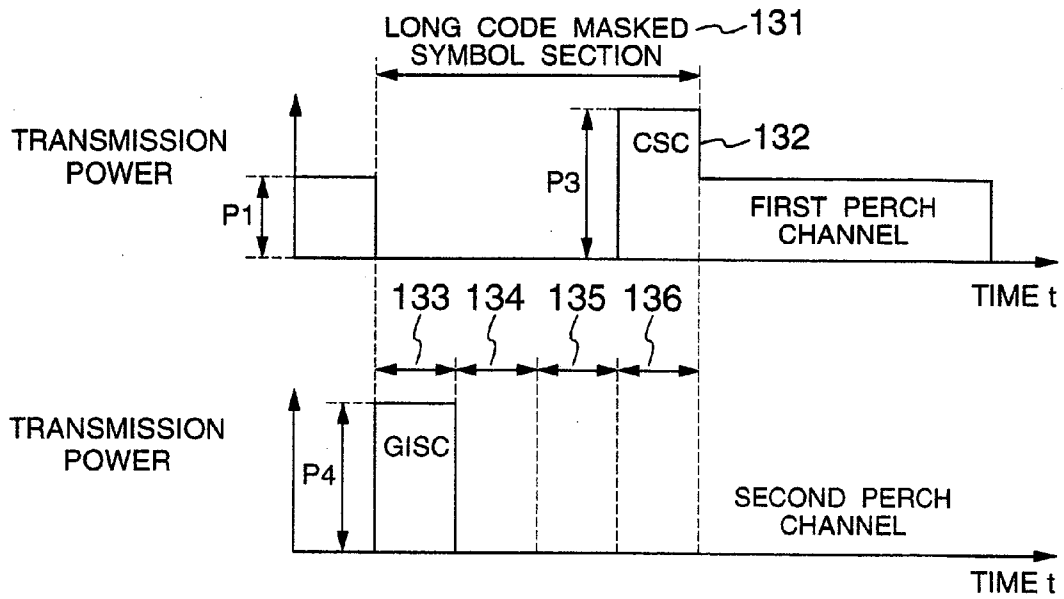 LONG CODE MASKED 131
SYMBOL SECTION
TRANSMISSION
POWER
P1
P3
CSC 132
FIRST PERCH
CHANNEL
TIME t
133 134 135 136
TRANSMISSION
POWER
P4
GISC
SECOND PERCH
CHANNEL
TIME t